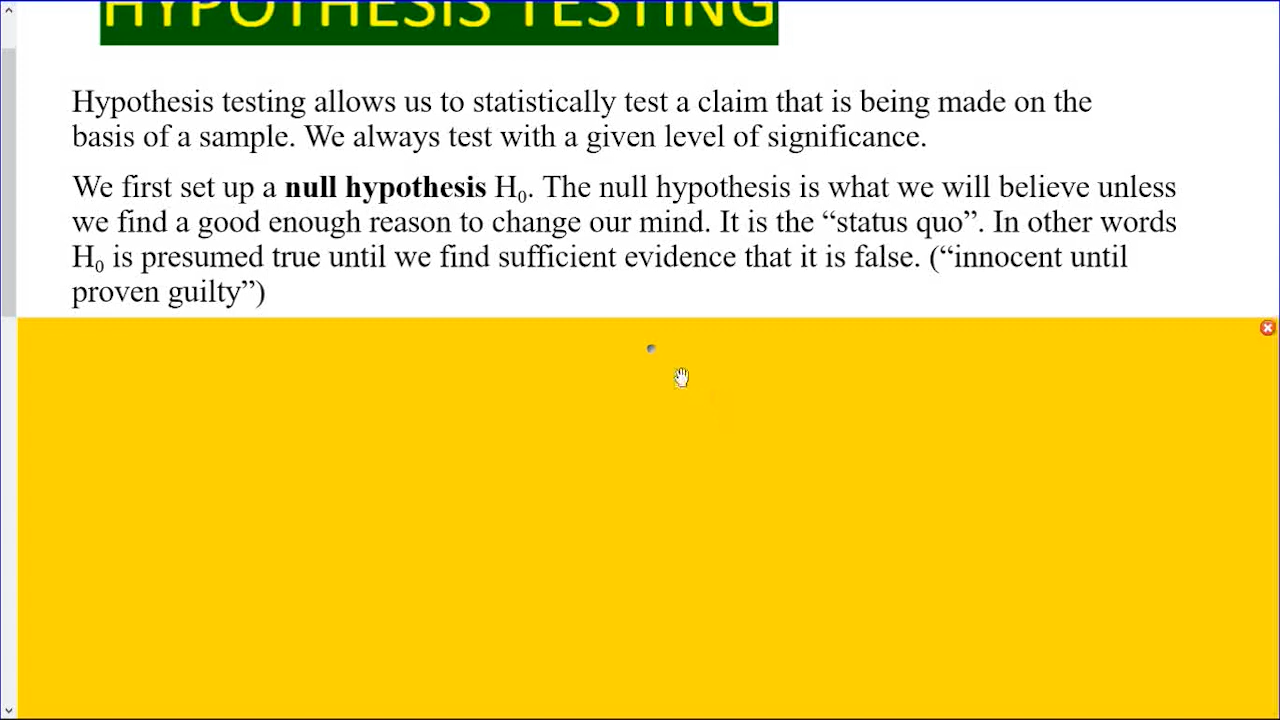 HYPOTHESIS TESTING
Hypothesis testing allows us to statistically test a claim that is being made on the
basis of a sample. We always test with a given level of significance.
We first set up a null hypothesis H₀. The null hypothesis is what we will believe unless
we find a good enough reason to change our mind. It is the “status quo”. In other words
H₀ is presumed true until we find sufficient evidence that it is false. (“innocent until
proven guilty”)